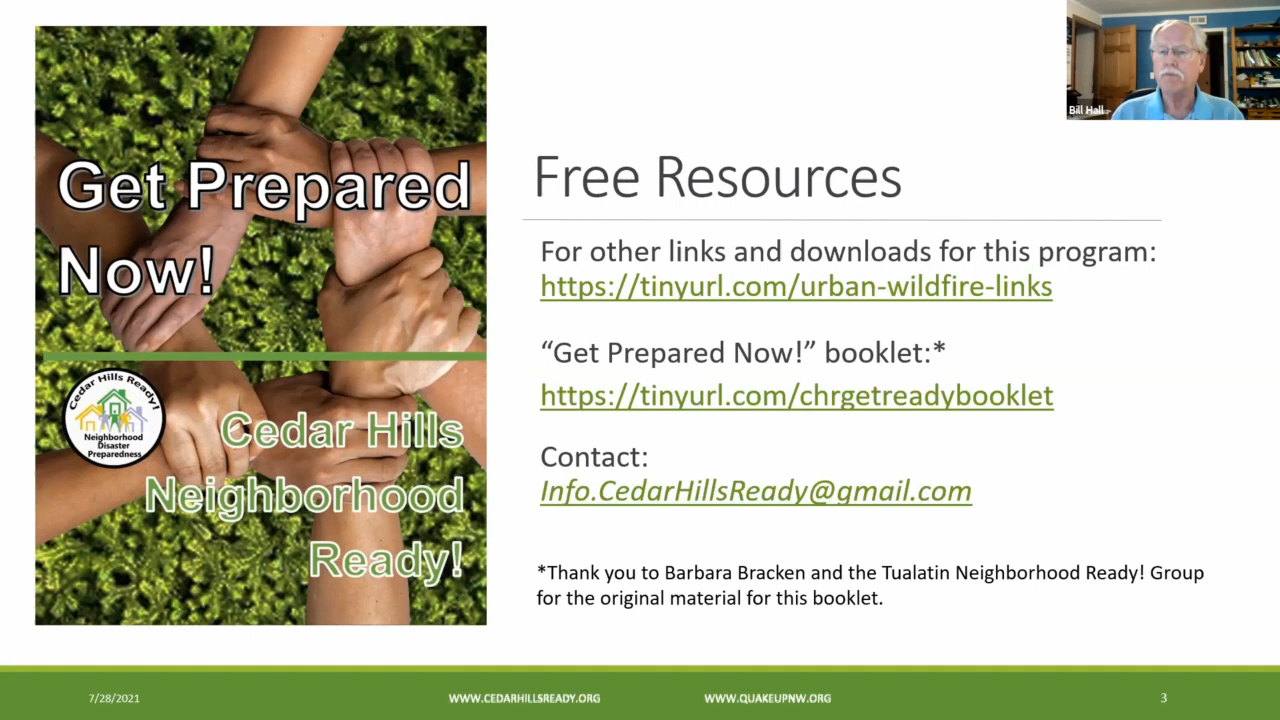 Get Prepared
Now!
Cedar Hills Ready!
Neighborhood
Disaster
Preparedness
Cedar Hills
Neighborhood
Ready!
Bill Hall
Free Resources
For other links and downloads for this program:
https://tinyurl.com/urban-wildfire-links
“Get Prepared Now!” booklet:*
https://tinyurl.com/chrgetreadybooklet
Contact:
Info.CedarHillsReady@gmail.com
*Thank you to Barbara Bracken and the Tualatin Neighborhood Ready! Group
for the original material for this booklet.
7/28/2021
WWW.CEDARHILLSREADY.ORG
WWW.QUAKEUPNW.ORG
3